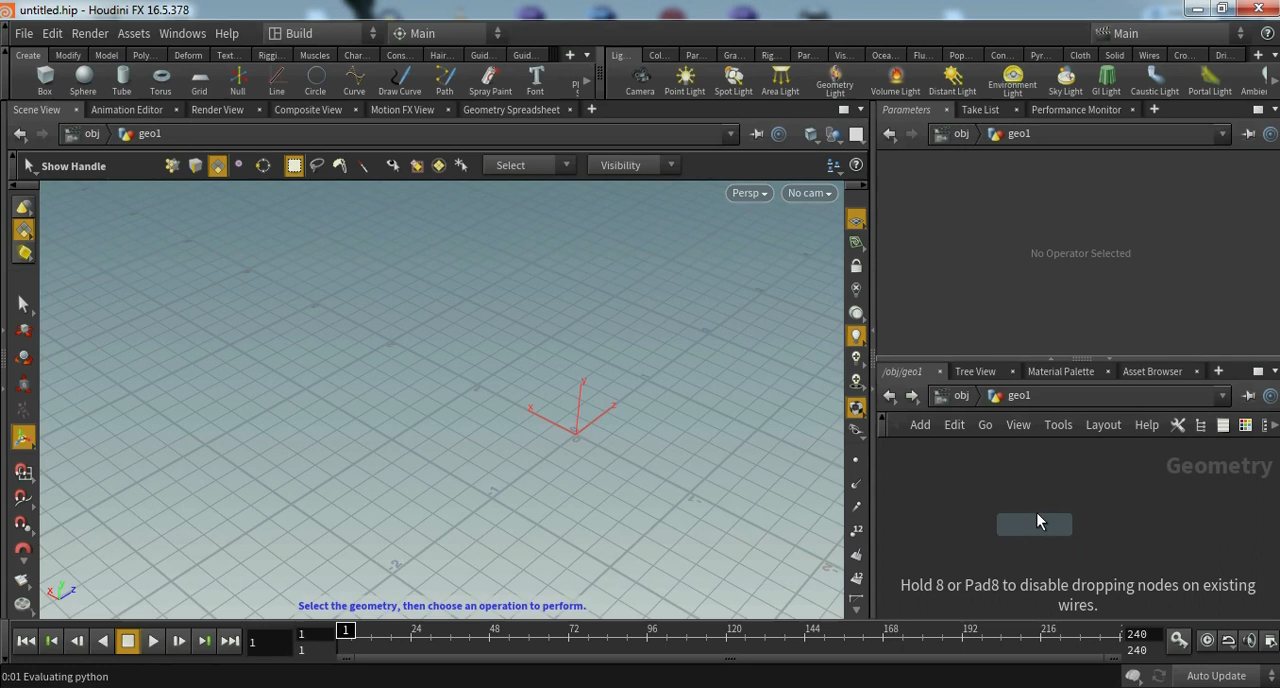 untitled.hip - Houdini FX 16.5.378
File Edit Render Assets Windows Help Build Main Main
Create Modify Model Poly... Deform Text... Riggi Muscles Char... Cons... Hair... Guid... Guid... Lig... Col... Par... Gra... Rig... Par... Vis... Ocea... Flu... Pop... Con. Pyr... Cloth Solid Wires Cro... Dri...
Box Sphere Tube Torus Grid Null Line Circle Curve Draw Curve Path Spray Paint Font Camera Point Light Spot Light Area Light Geometry Light Volume Light Distant Light Environment Light Sky Light GI Light Caustic Light Portal Light Ambie
Scene View Animation Editor Render View Composite View Motion FX View Geometry Spreadsheet Parameters Take List Performance Monitor
obj geo1 obj geo1
Show Handle Select Visibility
Persp No cam
No Operator Selected
/obj/geo1 Tree View Material Palette Asset Browser
obj geo1
Add Edit Go View Tools Layout Help
Geometry
Hold 8 or Pad8 to disable dropping nodes on existing
wires.
y
x z
-1
-2
12
12
x y z
Select the geometry, then choose an operation to perform.
1 1 1 1 24 48 72 96 120 144 168 192 216 240 240
0:01 Evaluating python Auto Update